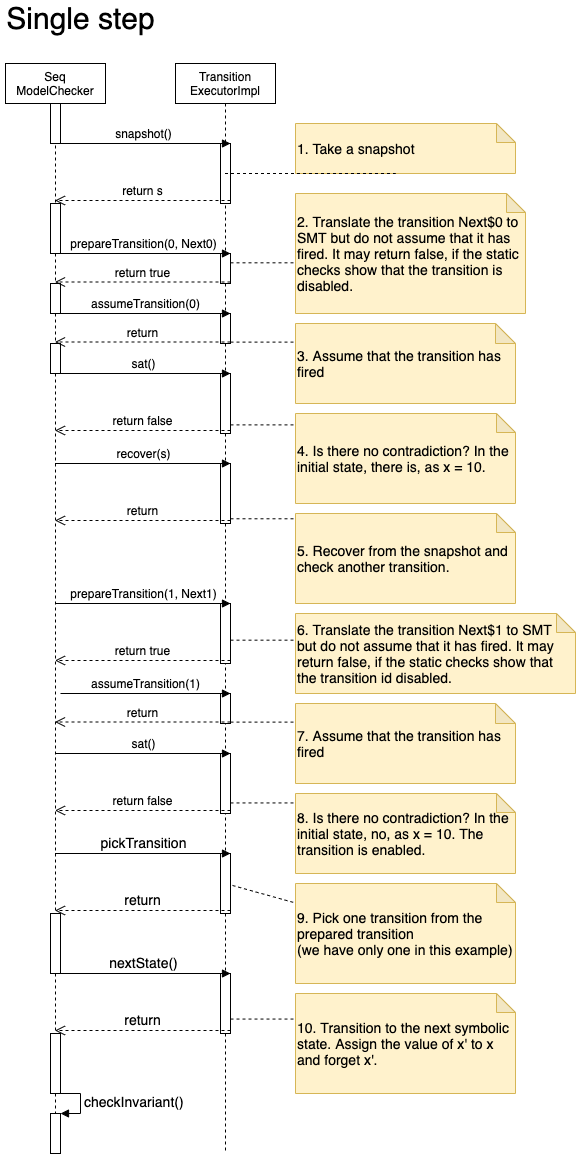 Single step
Seq
ModelChecker
Transition
ExecutorImpl
snapshot()
1. Take a snapshot
return s
2. Translate the transition Next$0 to
SMT but do not assume that it has
fired. It may return false, if the static
checks show that the transition is
disabled.
prepareTransition(0, Next0)
return true
assumeTransition(0)
return
3. Assume that the transition has
fired
sat()
return false
4. Is there no contradiction? In the
initial state, there is, as x = 10.
recover(s)
return
5. Recover from the snapshot and
check another transition.
prepareTransition(1, Next1)
6. Translate the transition Next$1 to SMT
but do not assume that it has fired. It may
return false, if the static checks show that
the transition id disabled.
return true
assumeTransition(1)
return
7. Assume that the transition has
fired
sat()
return false
8. Is there no contradiction? In the
initial state, no, as x = 10. The
transition is enabled.
pickTransition
return
9. Pick one transition from the
prepared transition
(we have only one in this example)
nextState()
return
10. Transition to the next symbolic
state. Assign the value of x' to x
and forget x'.
checkInvariant()